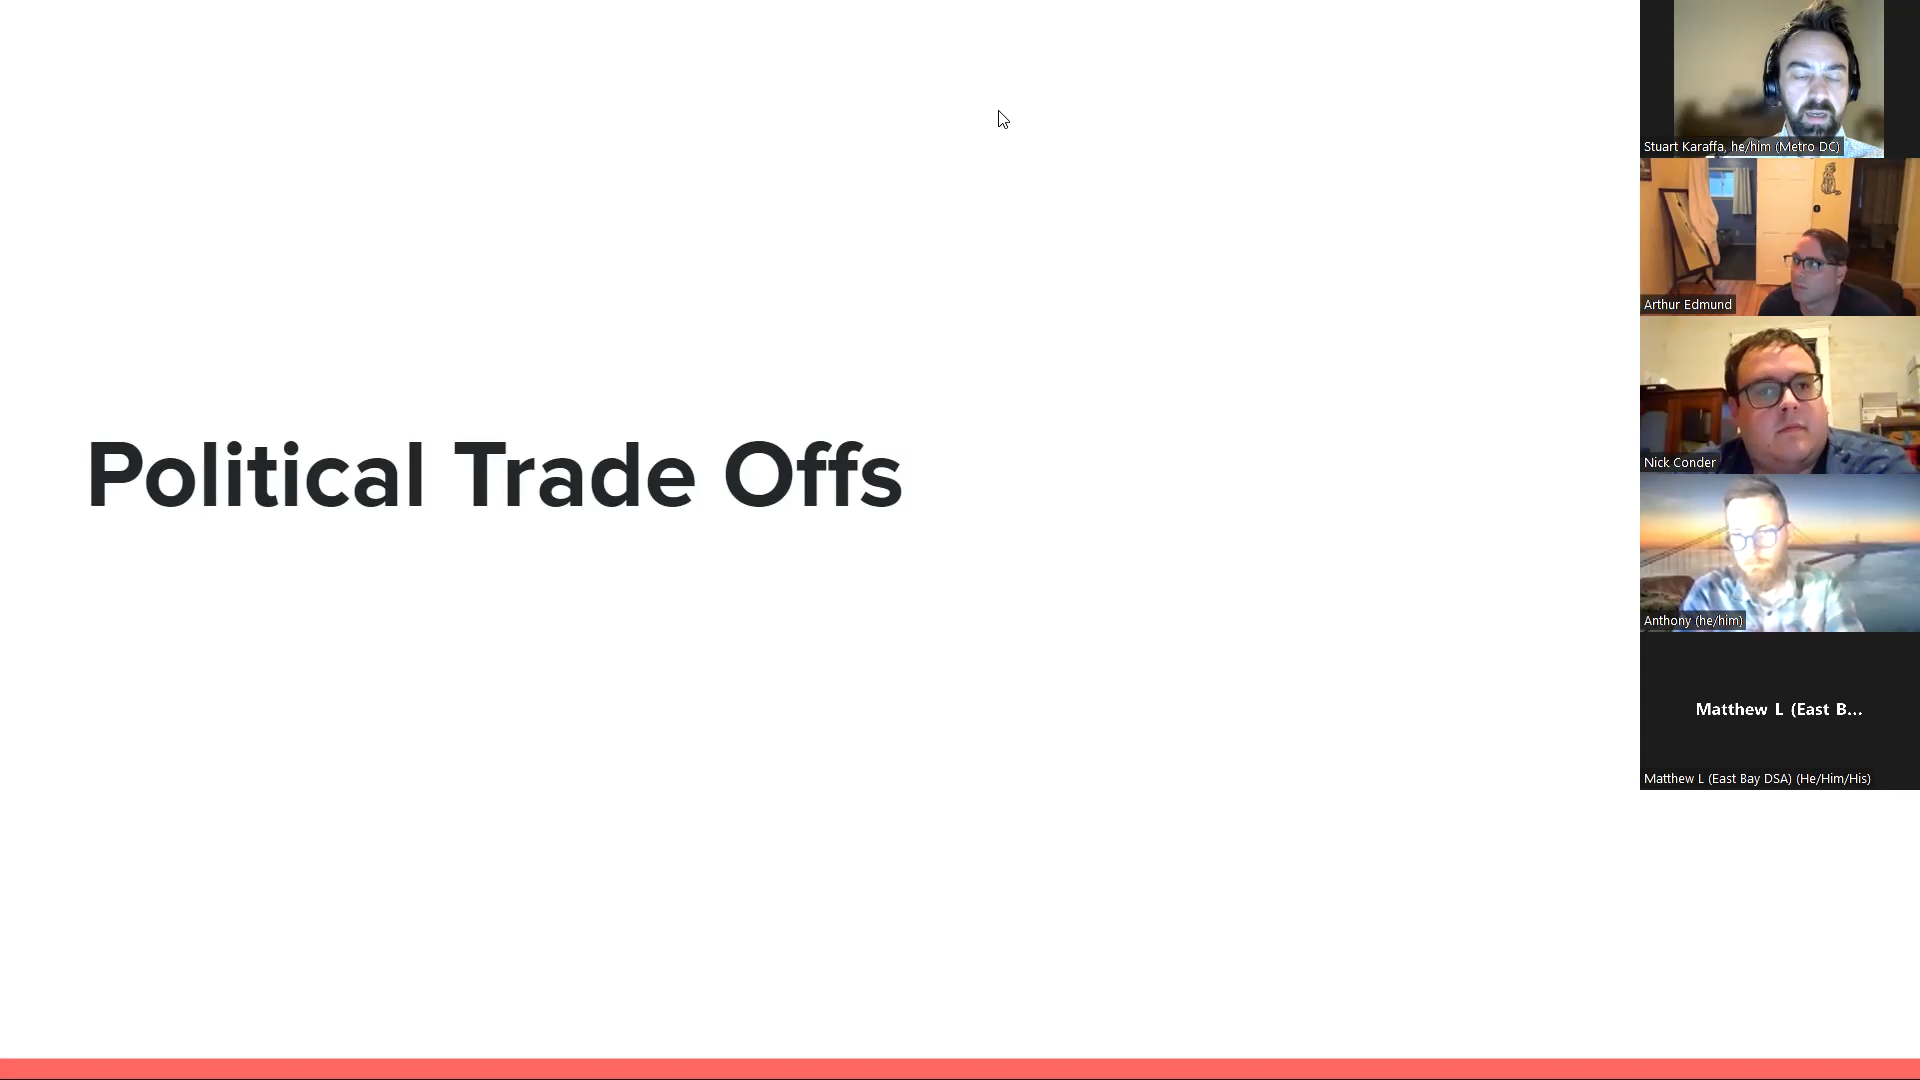 Political Trade Offs
Stuart Karaffa, he/him (Metro DC)
Arthur Edmund
Nick Conder
Anthony (he/him)
Matthew L (East B...
Matthew L (East Bay DSA) (He/Him/His)